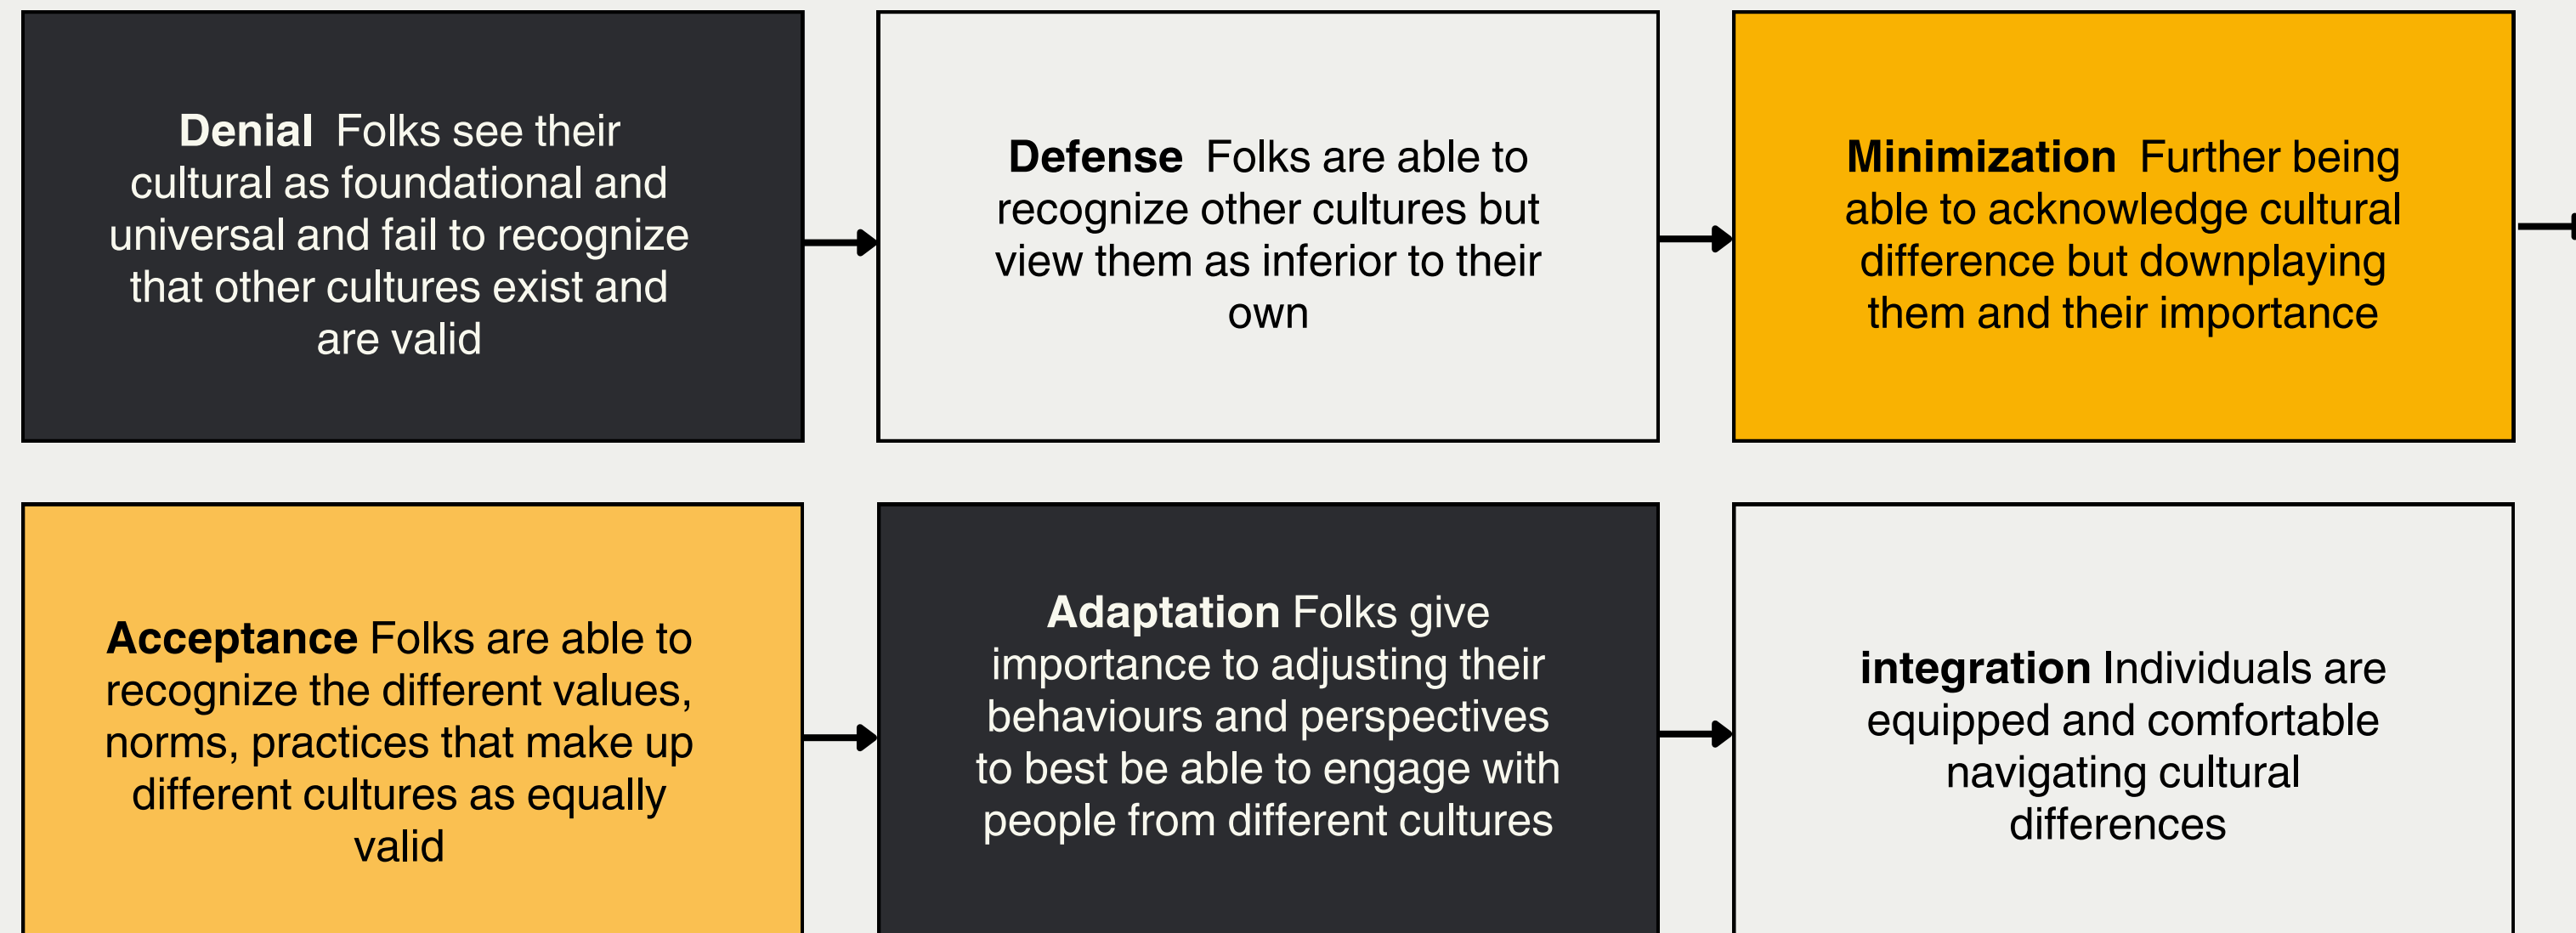 Denial  Folks see their
cultural as foundational and
universal and fail to recognize
that other cultures exist and
are valid
Defense  Folks are able to
recognize other cultures but
view them as inferior to their
own
Minimization  Further being
able to acknowledge cultural
difference but downplaying
them and their importance
Acceptance Folks are able to
recognize the different values,
norms, practices that make up
different cultures as equally
valid
Adaptation Folks give
importance to adjusting their
behaviours and perspectives
to best be able to engage with
people from different cultures
integration Individuals are
equipped and comfortable
navigating cultural
differences